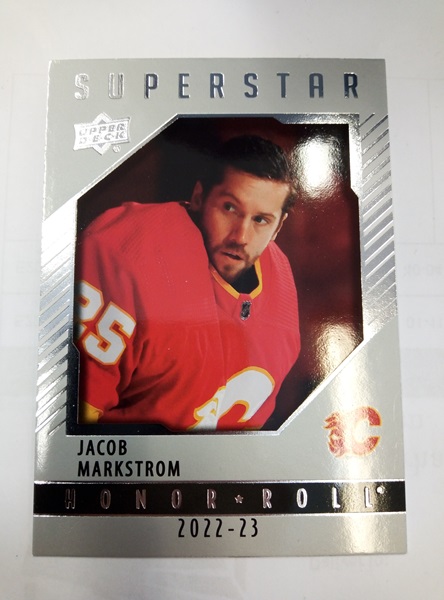 SUPERSTAR
UPPER
DECK
25
C
C
JACOB
MARKSTROM
HONOR★ROLL
2022-23